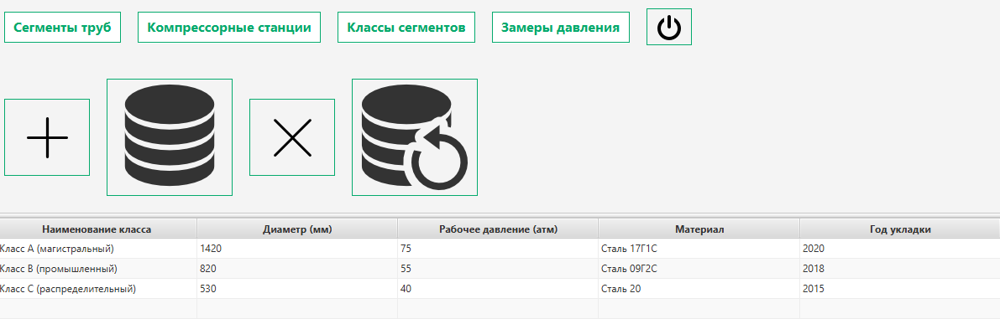 Сегменты труб Компрессорные станции Классы сегментов Замеры давления
Наименование класса Диаметр (мм) Рабочее давление (атм) Материал Год укладки
Класс A (магистральный) 1420 75 Сталь 17Г1С 2020
Класс B (промышленный) 820 55 Сталь 09Г2С 2018
Класс C (распределительный) 530 40 Сталь 20 2015